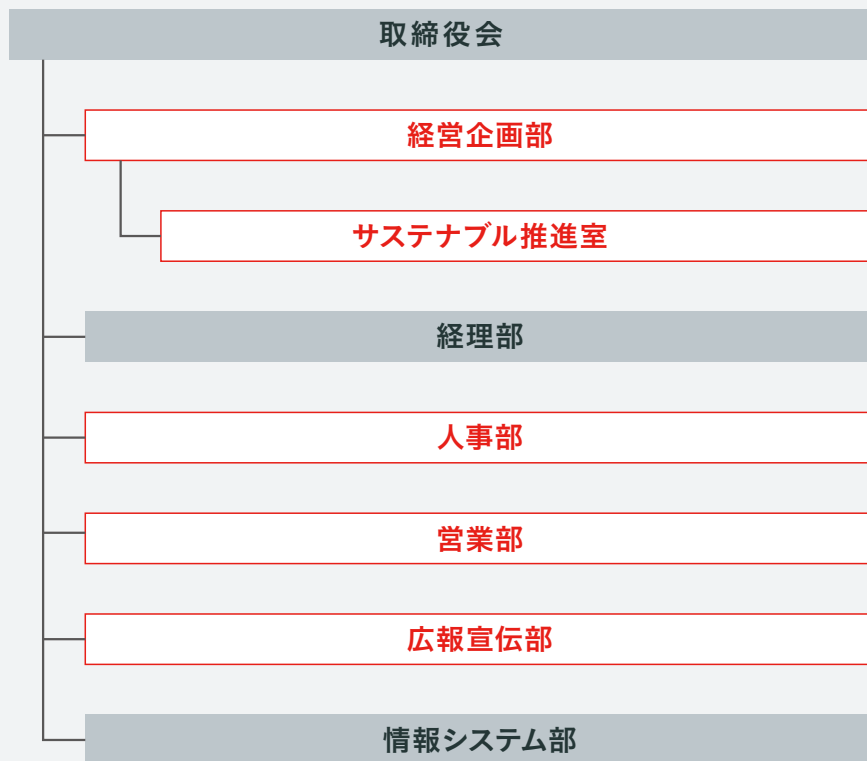 取締役会
経営企画部
サステナブル推進室
経理部
人事部
営業部
広報宣伝部
情報システム部